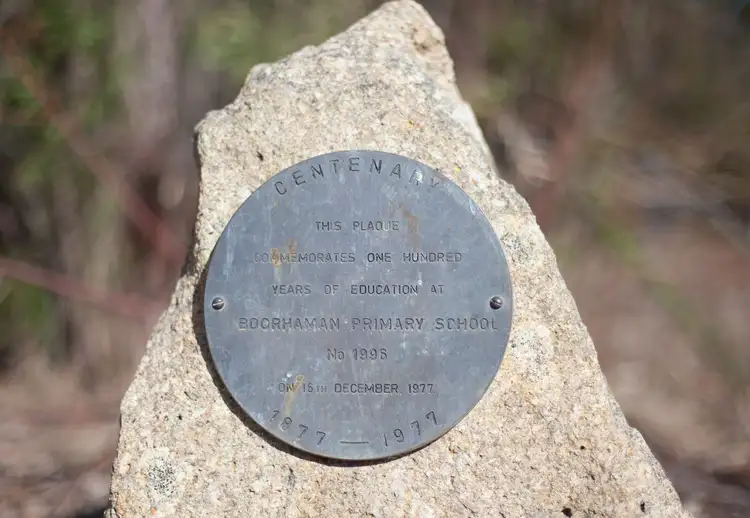 CENTENARY
THIS PLAQUE
COMMEMORATES ONE HUNDRED
YEARS OF EDUCATION AT
BOORHAMAN PRIMARY SCHOOL
No 1996
ON 15TH DECEMBER, 1977
1877 — 1977